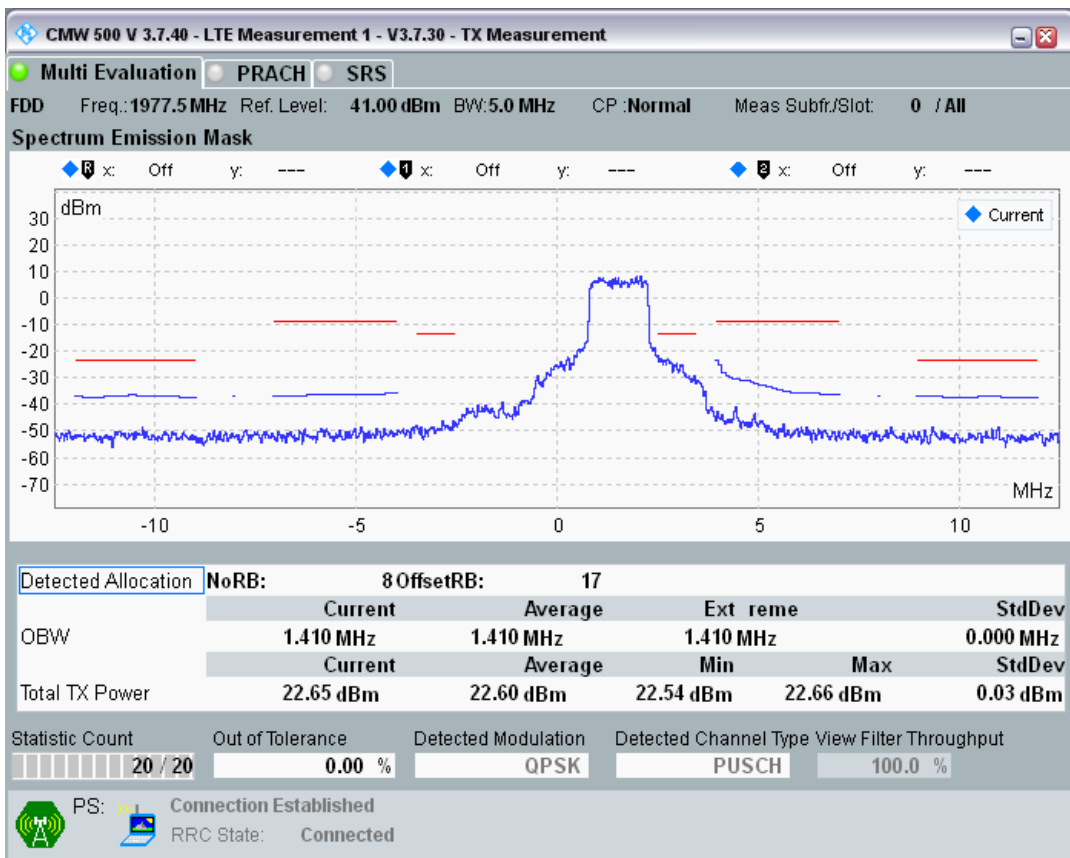 CMW 500 V 3.7.40 - LTE Measurement 1 - V3.7.30 - TX Measurement
Multi Evaluation PRACH SRS
FDD Freq.: 1977.5 MHz Ref. Level: 41.00 dBm BW: 5.0 MHz CP : Normal Meas Subfr./Slot: 0 / All
Spectrum Emission Mask
R x: Off y: --- 1 x: Off y: --- 2 x: Off y: ---
dBm
Current
30
20
10
0
-10
-20
-30
-40
-50
-60
-70
MHz
-10 -5 0 5 10
Detected Allocation NoRB: 8 OffsetRB: 17
Current Average Ext reme StdDev
OBW 1.410 MHz 1.410 MHz 1.410 MHz 0.000 MHz
Current Average Min Max StdDev
Total TX Power 22.65 dBm 22.60 dBm 22.54 dBm 22.66 dBm 0.03 dBm
Statistic Count Out of Tolerance Detected Modulation Detected Channel Type View Filter Throughput
20 / 20 0.00 % QPSK PUSCH 100.0 %
PS: Connection Established
RRC State: Connected